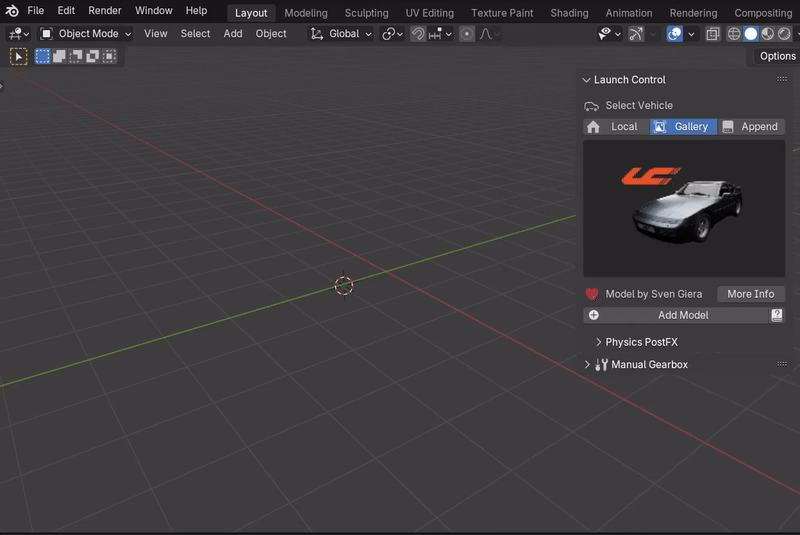 File Edit Render Window Help Layout Modeling Sculpting UV Editing Texture Paint Shading Animation Rendering Compositing
Object Mode View Select Add Object Global
Options
Launch Control
Select Vehicle
Local Gallery Append
LC
Model by Sven Giera More Info
Add Model
Physics PostFX
Manual Gearbox